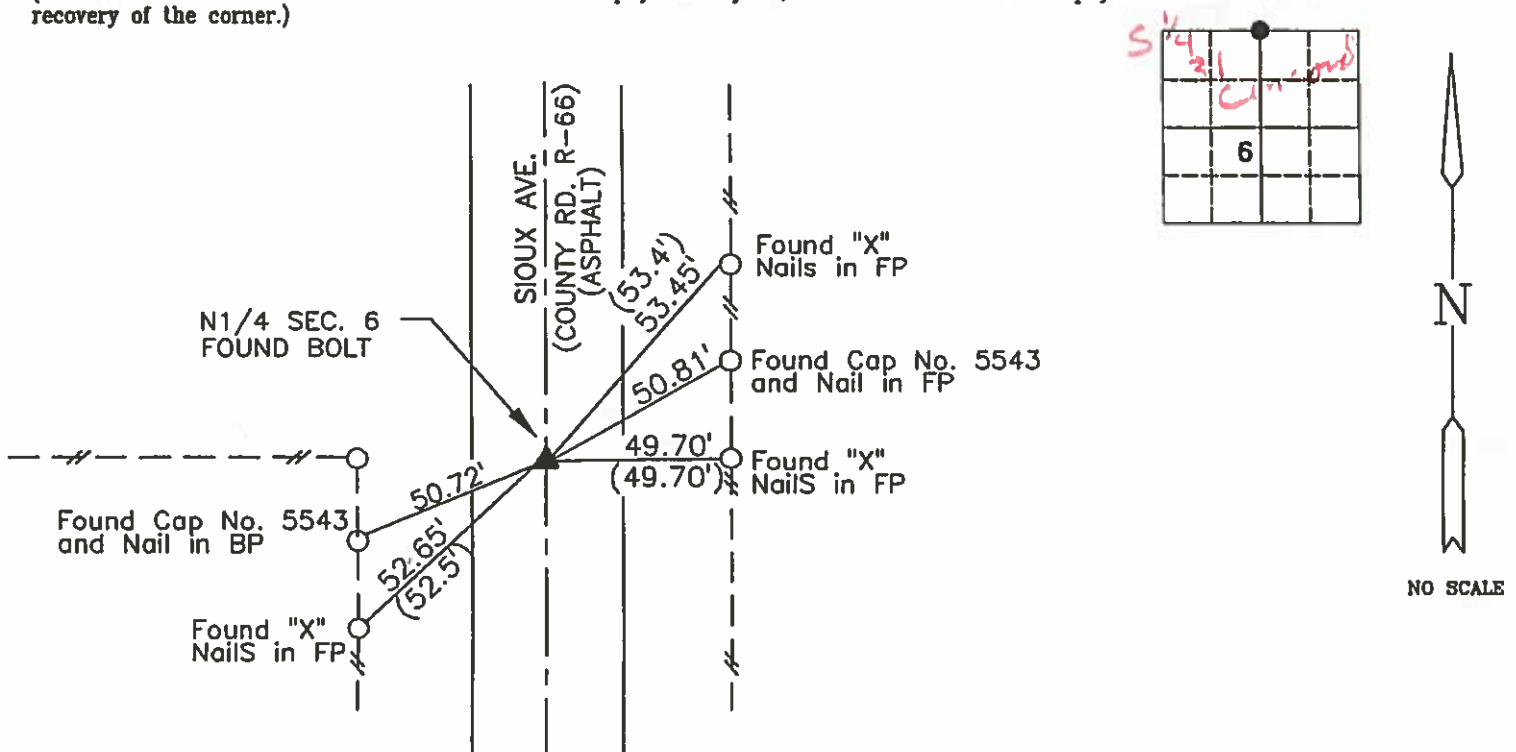 recovery of the corner.)
S 1/4
6
SIOUX AVE.
(COUNTY RD. R-66)
(ASPHALT)
(53.4')
53.45'
Found "X"
Nails in FP
N
N1/4 SEC. 6
FOUND BOLT
50.81'
Found Cap No. 5543
and Nail in FP
49.70'
(49.70')
Found "X"
NailS in FP
50.72'
Found Cap No. 5543
and Nail in BP
52.65'
(52.5')
Found "X"
NailS in FP
NO SCALE